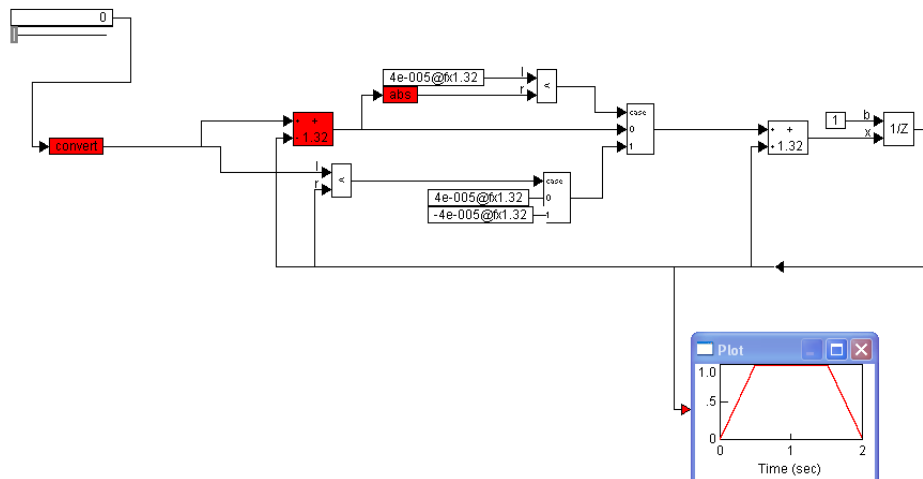 0
4e-005@fx1.32
l
r
<
abs
case
0
1
convert
- +
- 1.32
l
r
<
case
0
1
4e-005@fx1.32
-4e-005@fx1.32
+ +
+ 1.32
1
b
x
1/Z
Plot
1.0
.5
0
0 1 2
Time (sec)